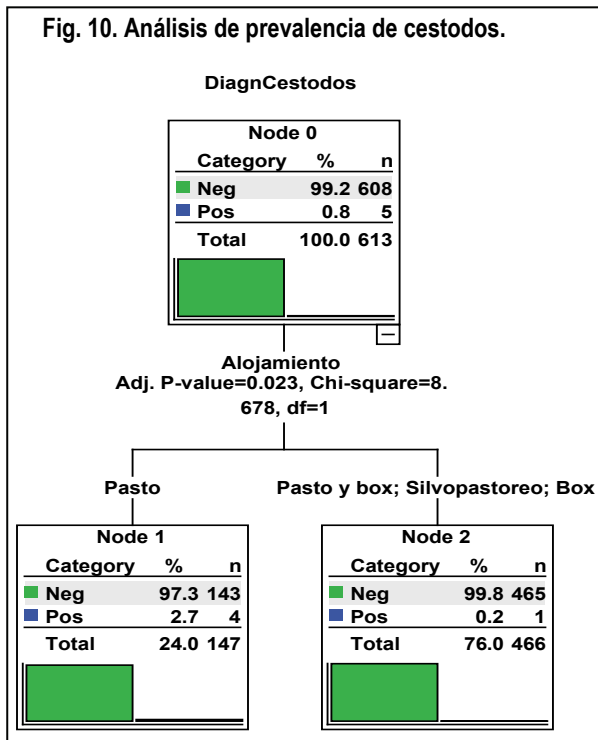 Fig. 10. Análisis de prevalencia de cestodos.
DiagnCestodos
Node 0
Category % n
Neg 99.2 608
Pos 0.8 5
Total 100.0 613
Alojamiento
Adj. P-value=0.023, Chi-square=8.
678, df=1
Pasto
Node 1
Category % n
Neg 97.3 143
Pos 2.7 4
Total 24.0 147
Pasto y box; Silvopastoreo; Box
Node 2
Category % n
Neg 99.8 465
Pos 0.2 1
Total 76.0 466